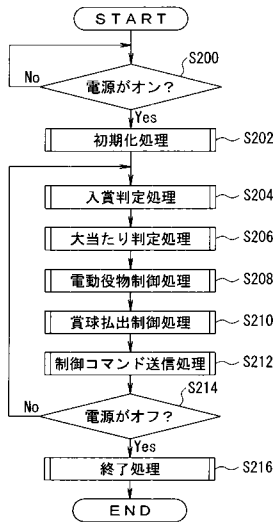 START
S200
電源がオン?
No
Yes
初期化処理
S202
入賞判定処理
S204
大当たり判定処理
S206
電動役物制御処理
S208
賞球払出制御処理
S210
制御コマンド送信処理
S212
S214
電源がオフ?
No
Yes
終了処理
S216
END